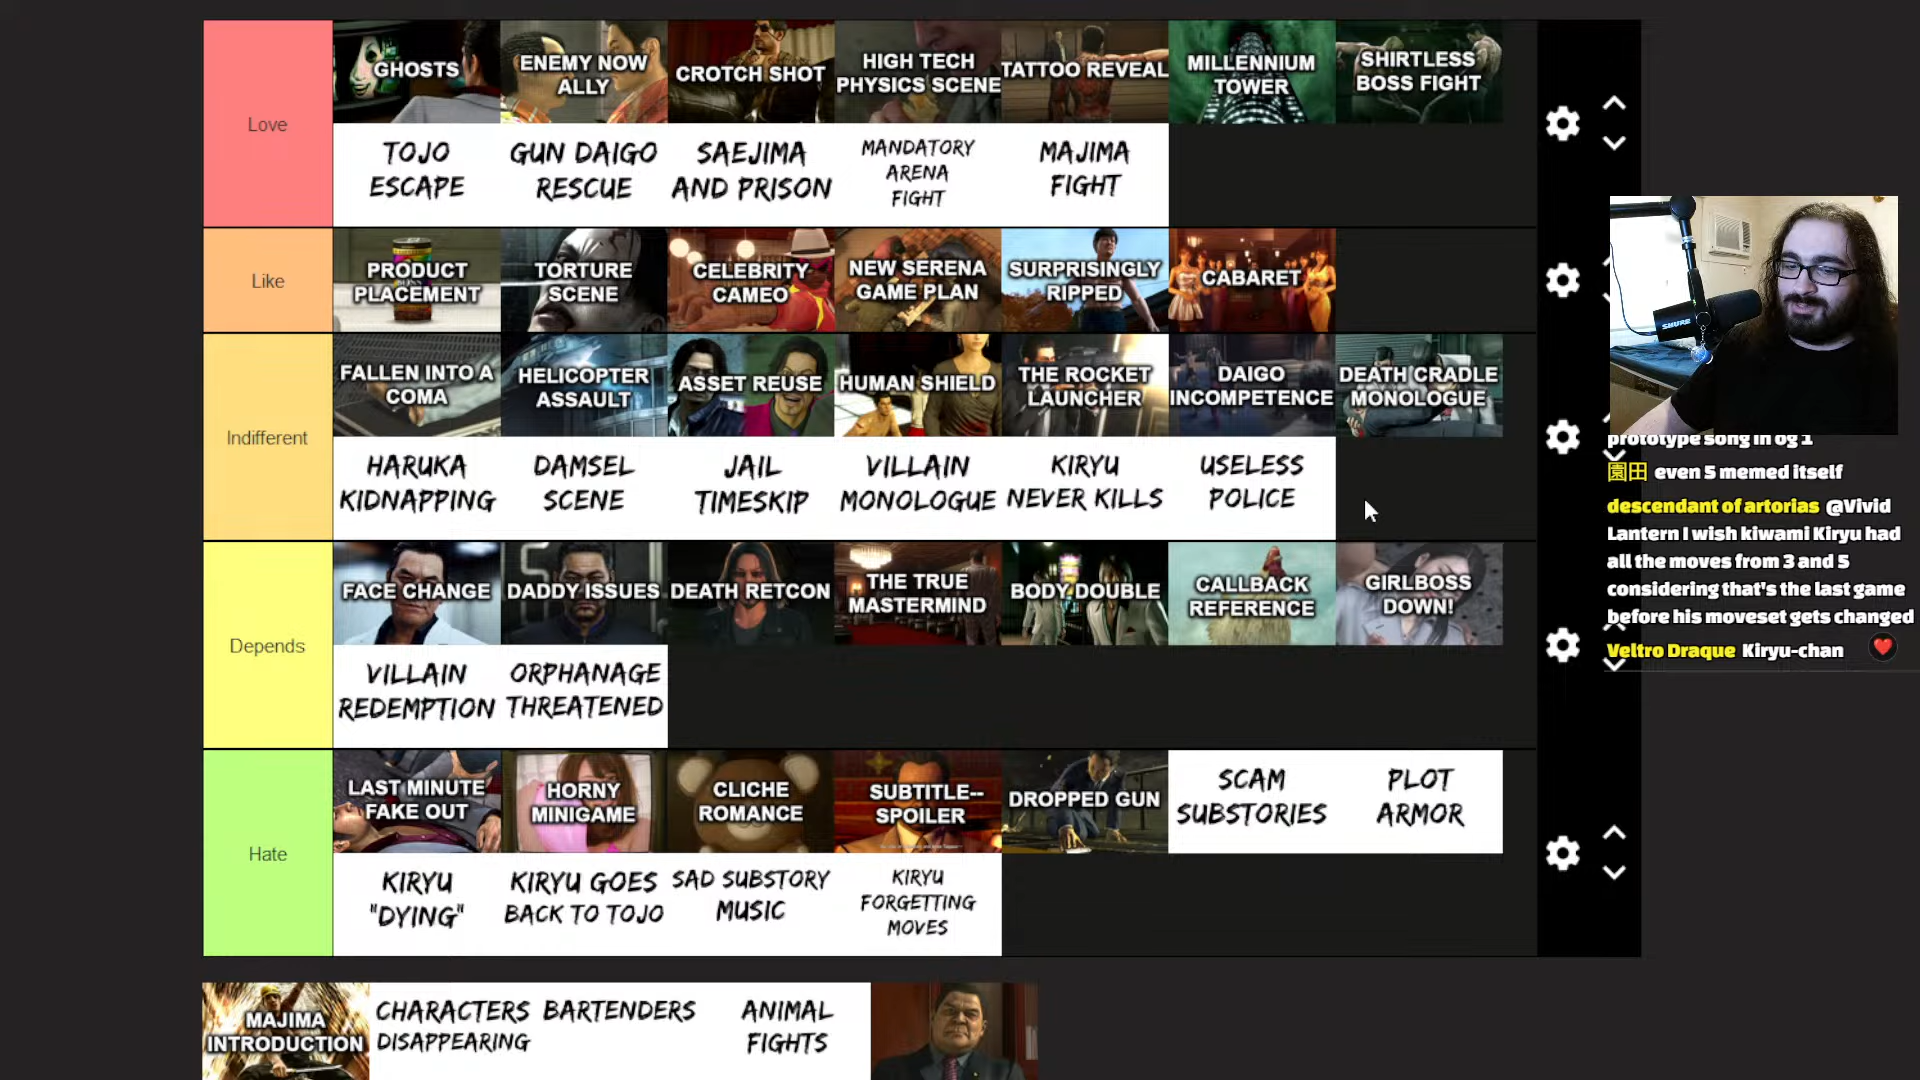 Love
GHOSTS
ENEMY NOW
ALLY
CROTCH SHOT
HIGH TECH
PHYSICS SCENE
TATTOO REVEAL
MILLENNIUM
TOWER
SHIRTLESS
BOSS FIGHT
TOJO
ESCAPE
GUN DAIGO
RESCUE
SAEJIMA
AND PRISON
MANDATORY
ARENA
FIGHT
MAJIMA
FIGHT
Like
PRODUCT
PLACEMENT
BOSS
TORTURE
SCENE
CELEBRITY
CAMEO
NEW SERENA
GAME PLAN
SURPRISINGLY
RIPPED
CABARET
Indifferent
FALLEN INTO A
COMA
HELICOPTER
ASSAULT
ASSET REUSE
HUMAN SHIELD
THE ROCKET
LAUNCHER
DAIGO
INCOMPETENCE
DEATH CRADLE
MONOLOGUE
HARUKA
KIDNAPPING
DAMSEL
SCENE
JAIL
TIMESKIP
VILLAIN
MONOLOGUE
KIRYU
NEVER KILLS
USELESS
POLICE
Depends
FACE CHANGE
DADDY ISSUES
DEATH RETCON
THE TRUE
MASTERMIND
BODY DOUBLE
CALLBACK
REFERENCE
GIRLBOSS
DOWN!
VILLAIN
REDEMPTION
ORPHANAGE
THREATENED
Hate
LAST MINUTE
FAKE OUT
HORNY
MINIGAME
CLICHE
ROMANCE
SUBTITLE--
SPOILER
DROPPED GUN
SCAM
SUBSTORIES
PLOT
ARMOR
KIRYU
"DYING"
KIRYU GOES
BACK TO TOJO
SAD SUBSTORY
MUSIC
KIRYU
FORGETTING
MOVES
MAJIMA
INTRODUCTION
CHARACTERS
DISAPPEARING
BARTENDERS
ANIMAL
FIGHTS
SHURE
prototype song in og 1
園田 even 5 memed itself
descendant of artorias @Vivid
Lantern I wish kiwami Kiryu had
all the moves from 3 and 5
considering that's the last game
before his moveset gets changed
Veltro Draque Kiryu-chan